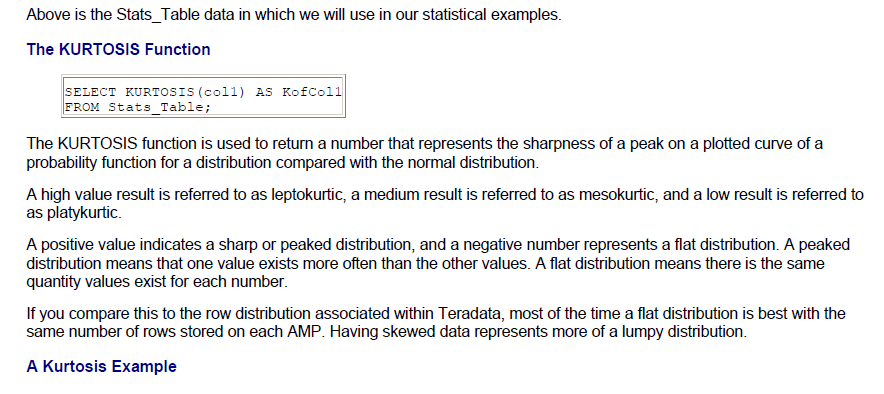 Above is the Stats_Table data in which we will use in our statistical examples.
The KURTOSIS Function
SELECT KURTOSIS(col1) AS KofCol1
FROM Stats_Table;
The KURTOSIS function is used to return a number that represents the sharpness of a peak on a plotted curve of a
probability function for a distribution compared with the normal distribution.
A high value result is referred to as leptokurtic, a medium result is referred to as mesokurtic, and a low result is referred to
as platykurtic.
A positive value indicates a sharp or peaked distribution, and a negative number represents a flat distribution. A peaked
distribution means that one value exists more often than the other values. A flat distribution means there is the same
quantity values exist for each number.
If you compare this to the row distribution associated within Teradata, most of the time a flat distribution is best with the
same number of rows stored on each AMP. Having skewed data represents more of a lumpy distribution.
A Kurtosis Example